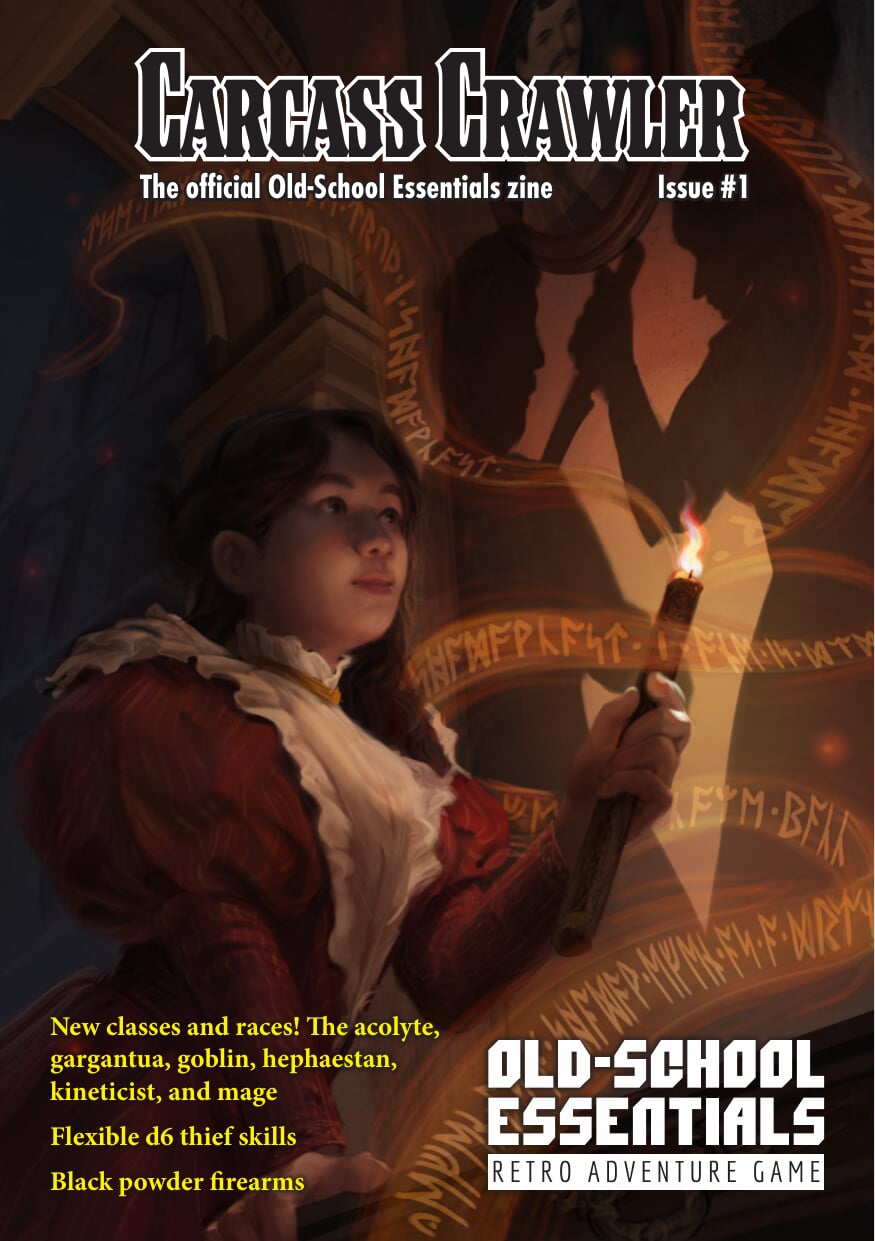 CARCASS CRAWLER
The official Old-School Essentials zine Issue #1
ᛋᚺᚨᛞᚨᚹᚲᚨᛋᛏ
New classes and races! The acolyte,
gargantua, goblin, hephaestan,
kineticist, and mage
Flexible d6 thief skills
Black powder firearms
OLD-SCHOOL
ESSENTIALS
RETRO ADVENTURE GAME